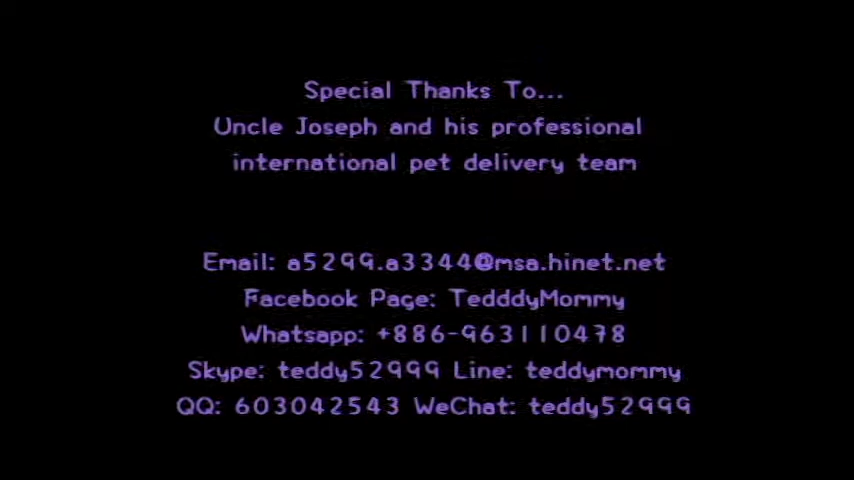 Special Thanks To...
Uncle Joseph and his professional
international pet delivery team
Email: a5299.a3344@msa.hinet.net
Facebook Page: TedddyMommy
Whatsapp: +886-963110478
Skype: teddy52999 Line: teddymommy
QQ: 603042543 WeChat: teddy52999